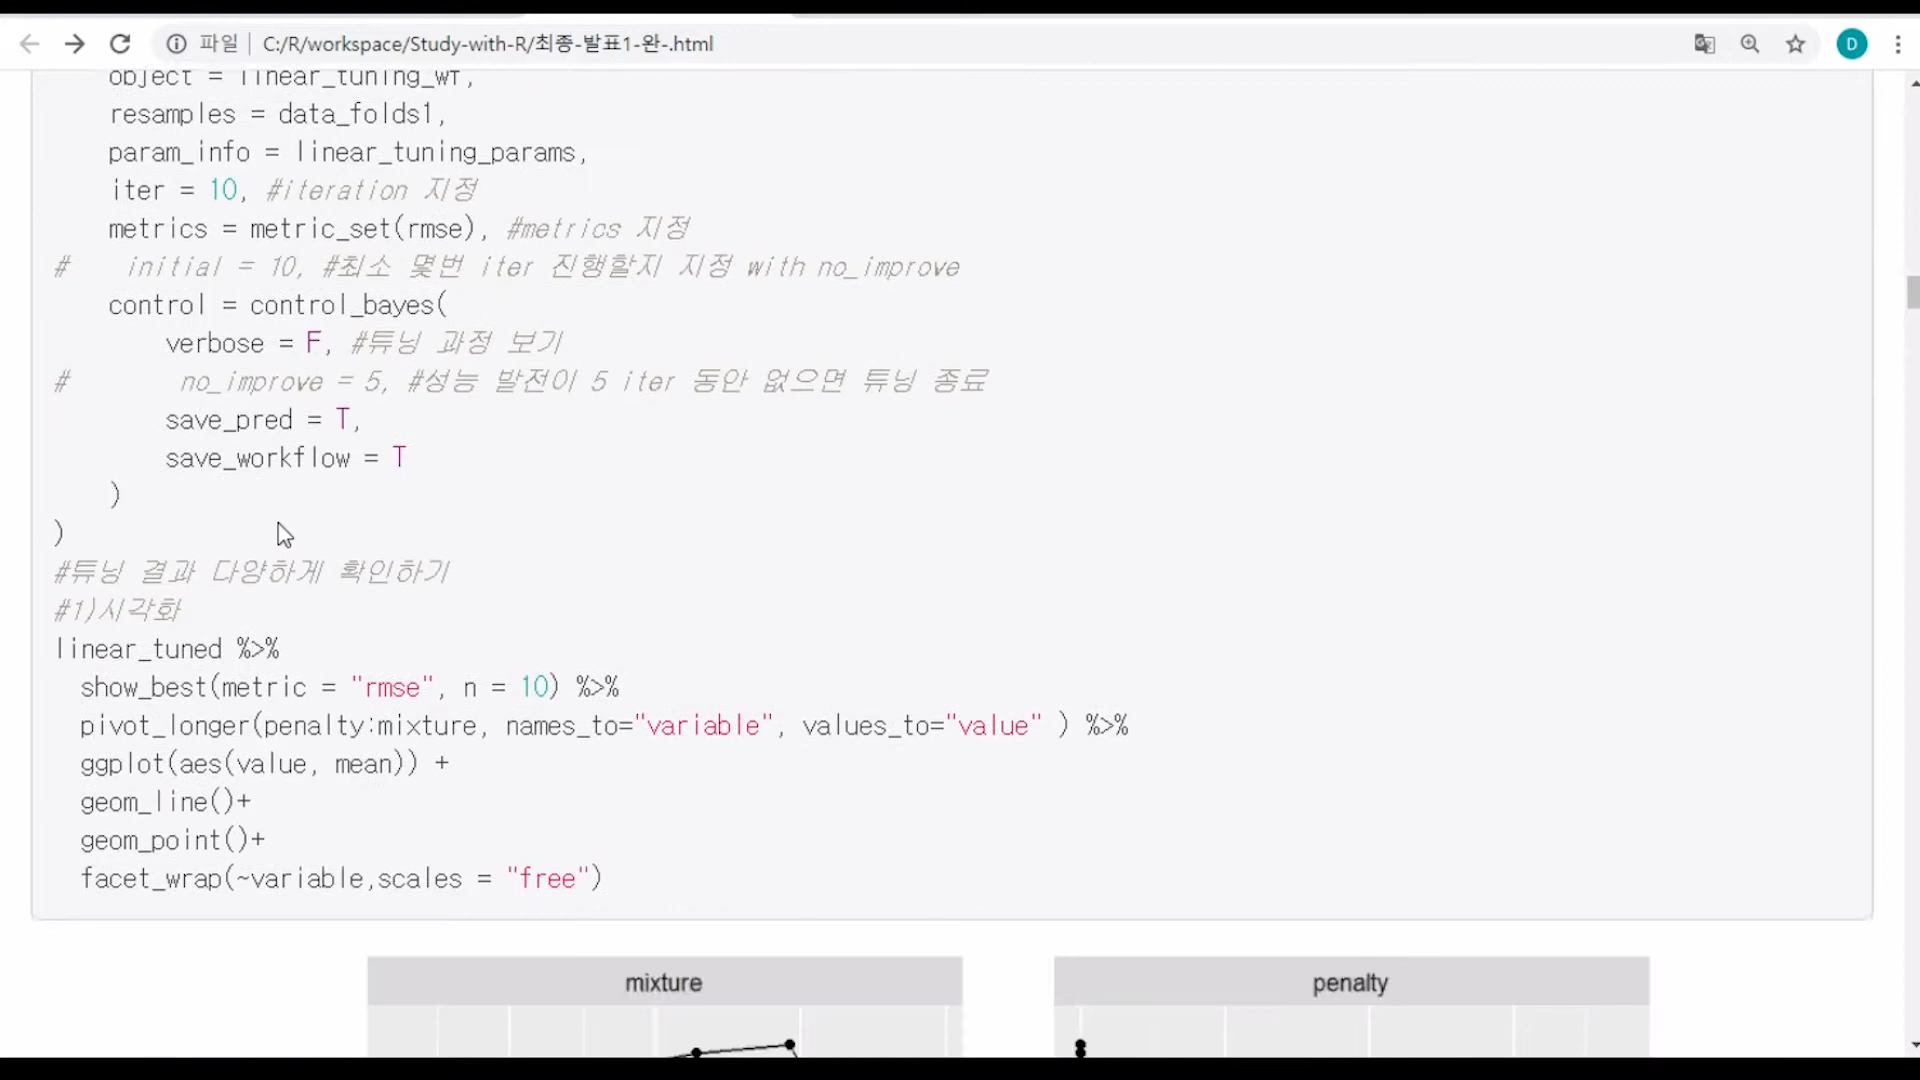 파일 | C:/R/workspace/Study-with-R/최종-발표1-완-.html
D
object = linear_tuning_wf,
resamples = data_folds1,
param_info = linear_tuning_params,
iter = 10, #iteration 지정
metrics = metric_set(rmse), #metrics 지정
# initial = 10, #최소 몇번 iter 진행할지 지정 with no_improve
control = control_bayes(
verbose = F, #튜닝 과정 보기
# no_improve = 5, #성능 발전이 5 iter 동안 없으면 튜닝 종료
save_pred = T,
save_workflow = T
)
)
#튜닝 결과 다양하게 확인하기
#1)시각화
linear_tuned %>%
show_best(metric = "rmse", n = 10) %>%
pivot_longer(penalty:mixture, names_to="variable", values_to="value" ) %>%
ggplot(aes(value, mean)) +
geom_line()+
geom_point()+
facet_wrap(~variable,scales = "free")
mixture
penalty